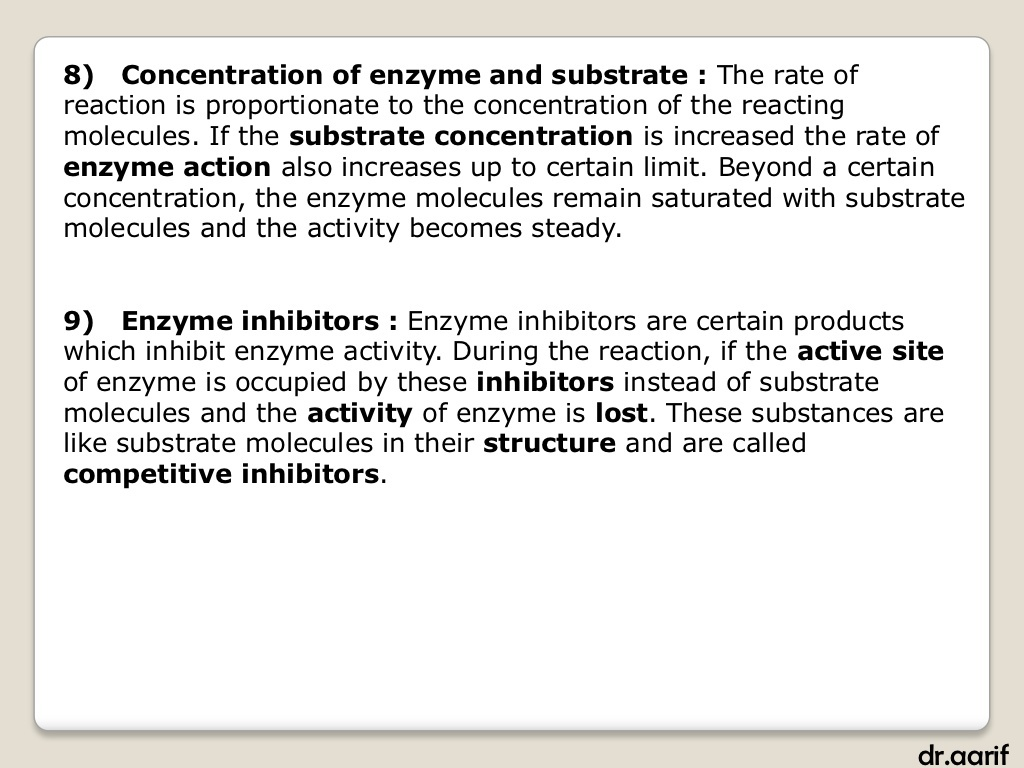 8) Concentration of enzyme and substrate : The rate of
reaction is proportionate to the concentration of the reacting
molecules. If the substrate concentration is increased the rate of
enzyme action also increases up to certain limit. Beyond a certain
concentration, the enzyme molecules remain saturated with substrate
molecules and the activity becomes steady.
9) Enzyme inhibitors : Enzyme inhibitors are certain products
which inhibit enzyme activity. During the reaction, if the active site
of enzyme is occupied by these inhibitors instead of substrate
molecules and the activity of enzyme is lost. These substances are
like substrate molecules in their structure and are called
competitive inhibitors.
dr.aarif